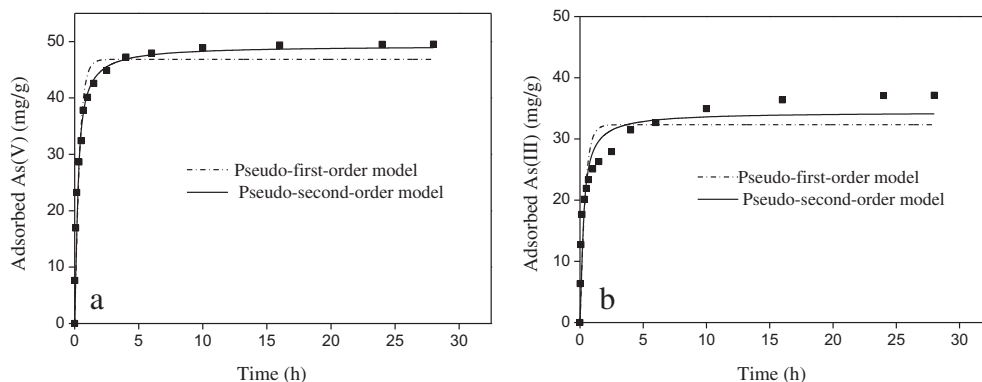 60
50
40
30
20
10
0
Adsorbed As(V) (mg/g)
Pseudo-first-order model
Pseudo-second-order model
a
0 5 10 15 20 25 30
Time (h)
60
50
40
30
20
10
0
Adsorbed As(III) (mg/g)
Pseudo-first-order model
Pseudo-second-order model
b
0 5 10 15 20 25 30
Time (h)